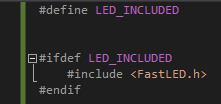 #define LED_INCLUDED
#ifdef LED_INCLUDED
#include <FastLED.h>
#endif